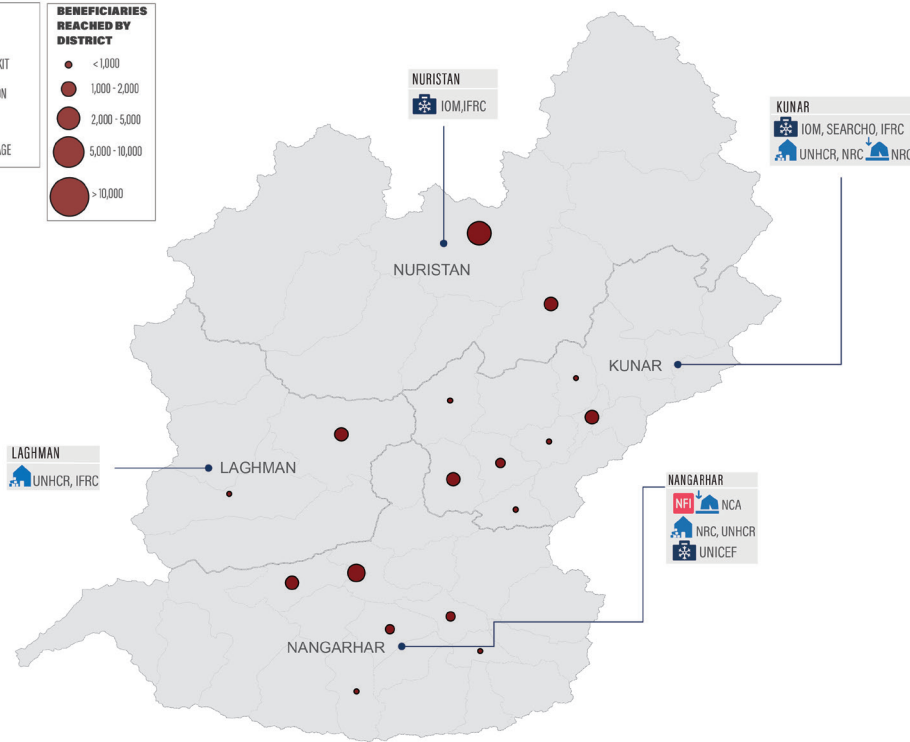 BENEFICIARIES
REACHED BY
DISTRICT
KIT
< 1,000
ON
1,000 - 2,000
2,000 - 5,000
AGE
5,000 - 10,000
> 10,000
NURISTAN
IOM,IFRC
KUNAR
IOM, SEARCHO, IFRC
UNHCR, NRC NRC
NURISTAN
KUNAR
LAGHMAN
UNHCR, IFRC
LAGHMAN
NANGARHAR
NFI NCA
NRC, UNHCR
UNICEF
NANGARHAR